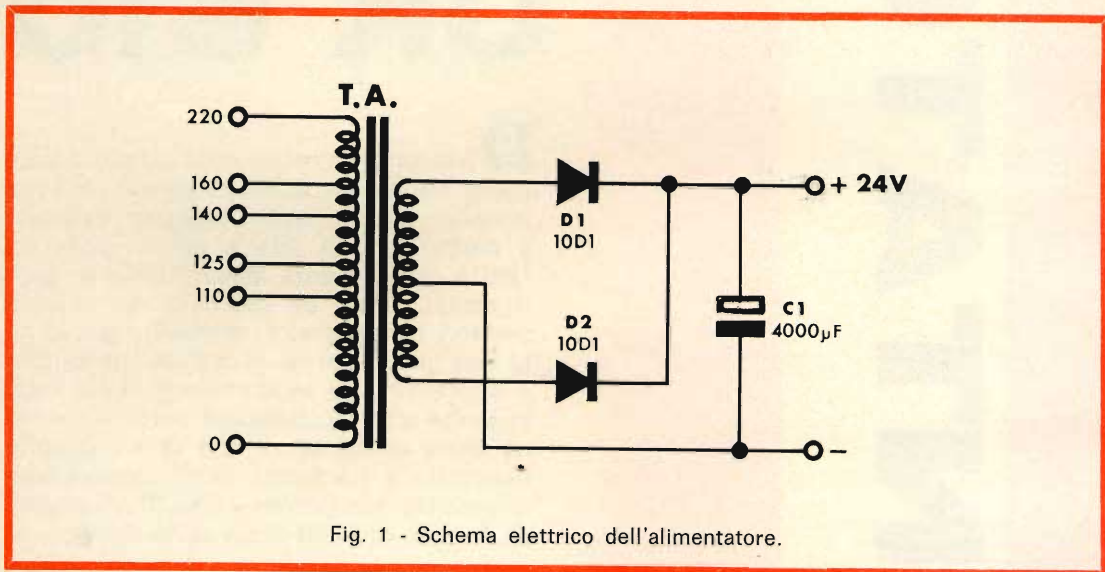 T.A.
220
160
140
125
110
0
D1
10D1
D2
10D1
+ 24V
C1
4000µF
-
Fig. 1 - Schema elettrico dell'alimentatore.